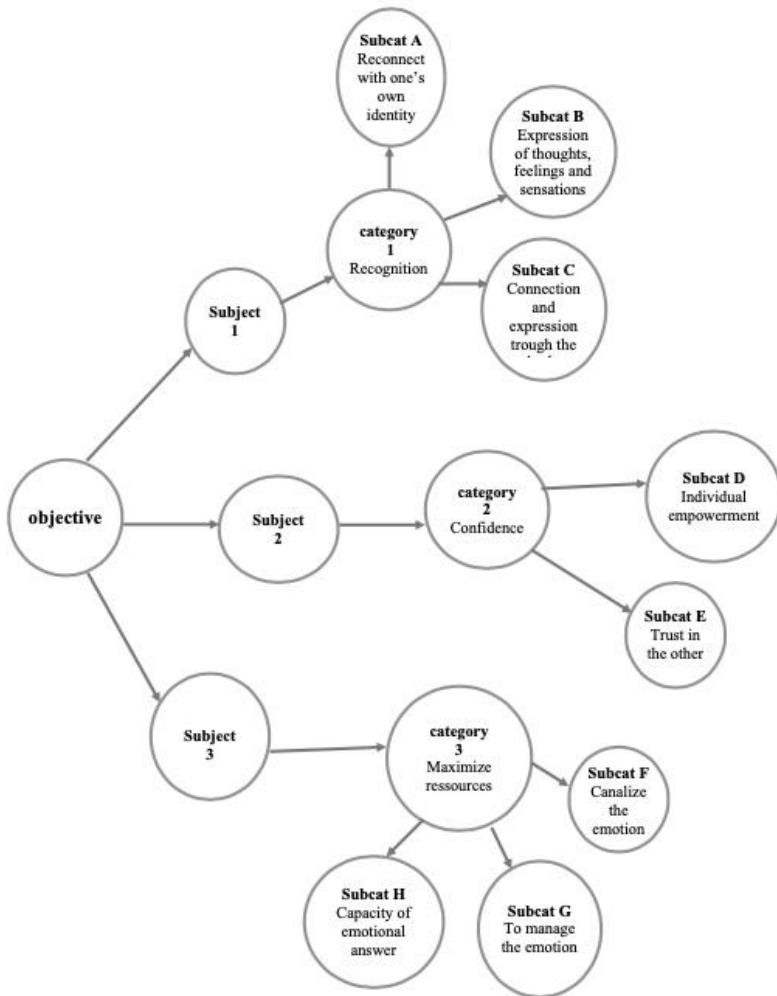 Subcat A
Reconnect
with one's
own
identity
Subcat B
Expression
of thoughts,
feelings and
sensations
category
1
Recognition
Subcat C
Connection
and
expression
trough the
Subject
1
objective
Subject
2
category
2
Confidence
Subcat D
Individual
empowerment
Subcat E
Trust in
the other
Subject
3
category
3
Maximize
ressources
Subcat F
Canalize
the
emotion
Subcat H
Capacity of
emotional
answer
Subcat G
To manage
the emotion